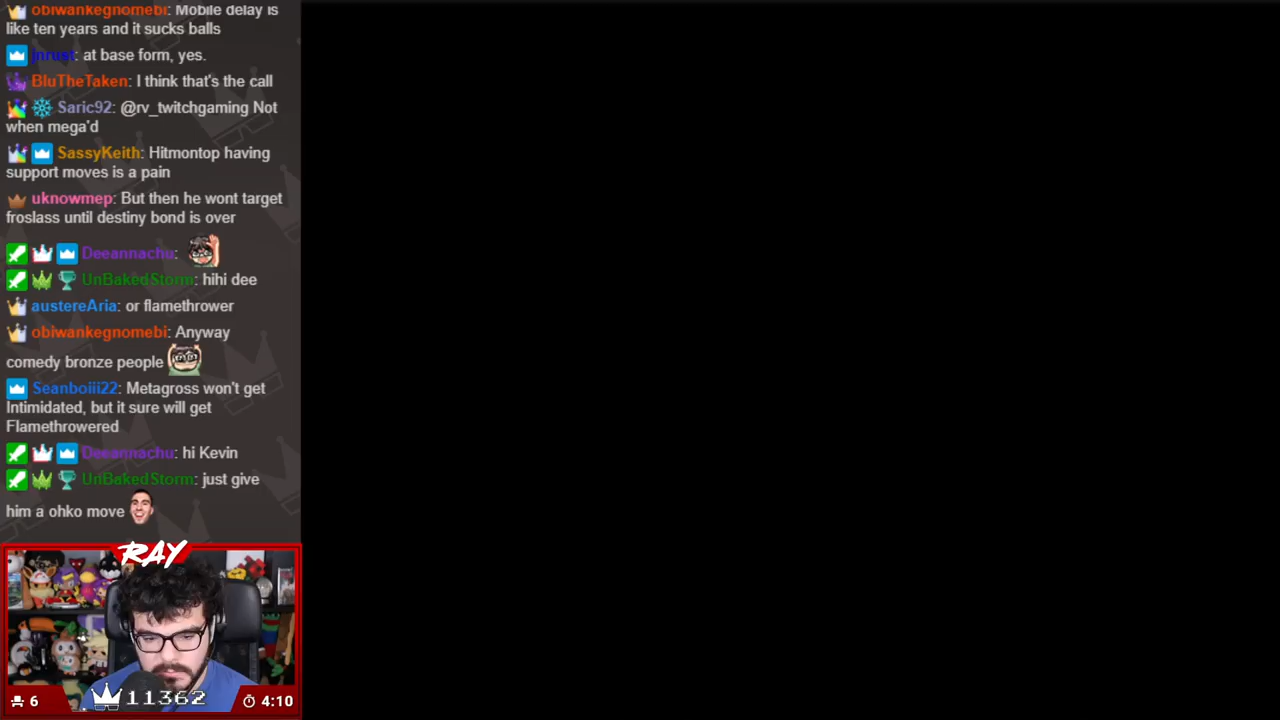 obiwankegnomebi: Mobile delay is
like ten years and it sucks balls
jnrust: at base form, yes.
BluTheTaken: I think that's the call
Saric92: @rv_twitchgaming Not
when mega'd
SassyKeith: Hitmontop having
support moves is a pain
uknowmep: But then he wont target
froslass until destiny bond is over
Deeannachu:
UnBakedStorm: hihi dee
austereAria: or flamethrower
obiwankegnomebi: Anyway
comedy bronze people
Seanboiii22: Metagross won't get
Intimidated, but it sure will get
Flamethrowered
Deeannachu: hi Kevin
UnBakedStorm: just give
him a ohko move
RAY
6
11362
4:10